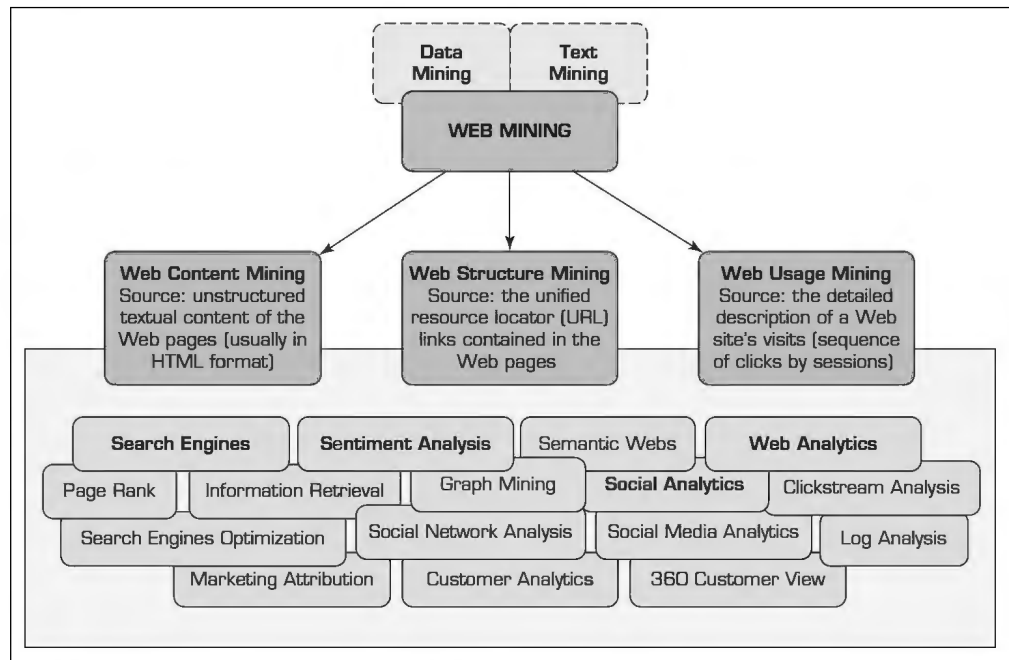 Data
Mining
Text
Mining
WEB MINING
Web Content Mining
Source: unstructured
textual content of the
Web pages (usually in
HTML format)
Web Structure Mining
Source: the unified
resource locator (URL)
links contained in the
Web pages
Web Usage Mining
Source: the detailed
description of a Web
site's visits (sequence
of clicks by sessions)
Search Engines
Sentiment Analysis
Semantic Webs
Web Analytics
Page Rank
Information Retrieval
Graph Mining
Social Analytics
Clickstream Analysis
Search Engines Optimization
Social Network Analysis
Social Media Analytics
Log Analysis
Marketing Attribution
Customer Analytics
360 Customer View